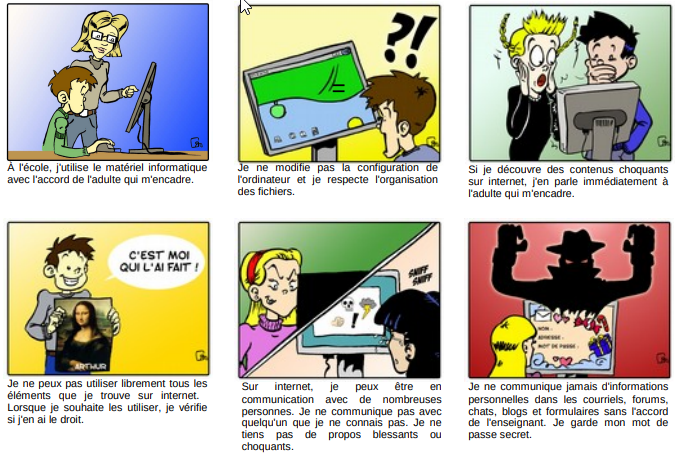 À l'école, j'utilise le matériel informatique
avec l'accord de l'adulte qui m'encadre.
?!
Je ne modifie pas la configuration de
l'ordinateur et je respecte l'organisation
des fichiers.
Si je découvre des contenus choquants
sur internet, j'en parle immédiatement à
l'adulte qui m'encadre.
C'EST MOI
QUI L'AI FAIT !
ARTHUR
Je ne peux pas utiliser librement tous les
éléments que je trouve sur internet.
Lorsque je souhaite les utiliser, je vérifie
si j'en ai le droit.
SNIFF
SNIFF
!
Sur internet, je peux être en
communication avec de nombreuses
personnes. Je ne communique pas avec
quelqu'un que je ne connais pas. Je ne
tiens pas de propos blessants ou
choquants.
NOM :
ADRESSE :
MOT DE PASSE :
Je ne communique jamais d'informations
personnelles dans les courriels, forums,
chats, blogs et formulaires sans l'accord
de l'enseignant. Je garde mon mot de
passe secret.